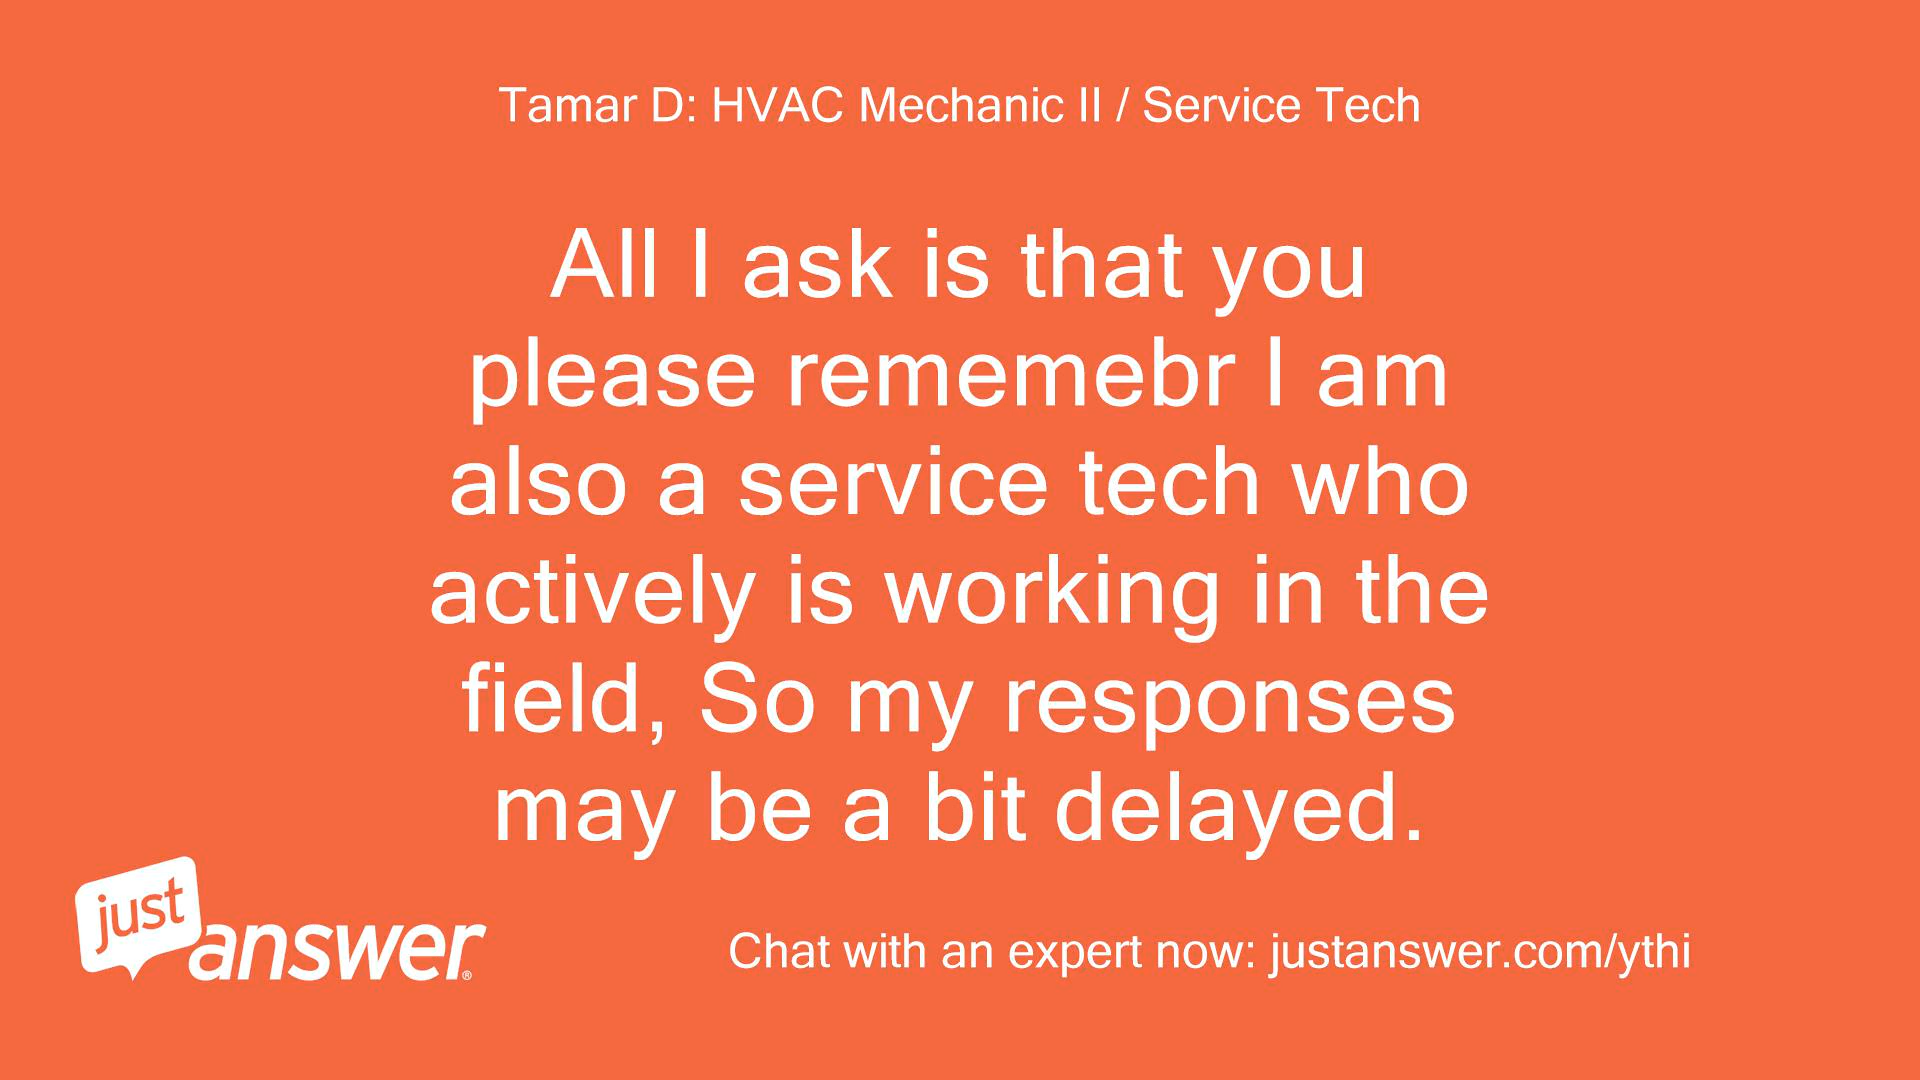 Tamar D: HVAC Mechanic II / Service Tech
All I ask is that you
please rememebr I am
also a service tech who
actively is working in the
field, So my responses
may be a bit delayed.
just
answer®
Chat with an expert now: justanswer.com/ythi